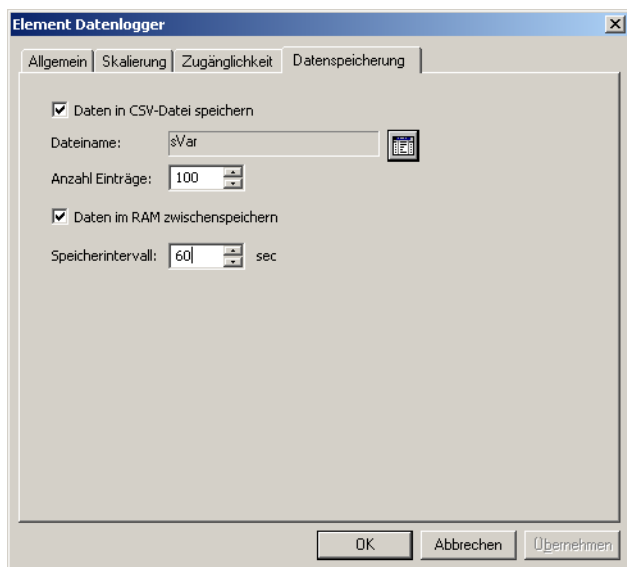 Element Datenlogger
Allgemein Skalierung Zugänglichkeit Datenspeicherung
Daten in CSV-Datei speichern
Dateiname: sVar
Anzahl Einträge: 100
Daten im RAM zwischenspeichern
Speicherintervall: 60 sec
OK Abbrechen Übernehmen